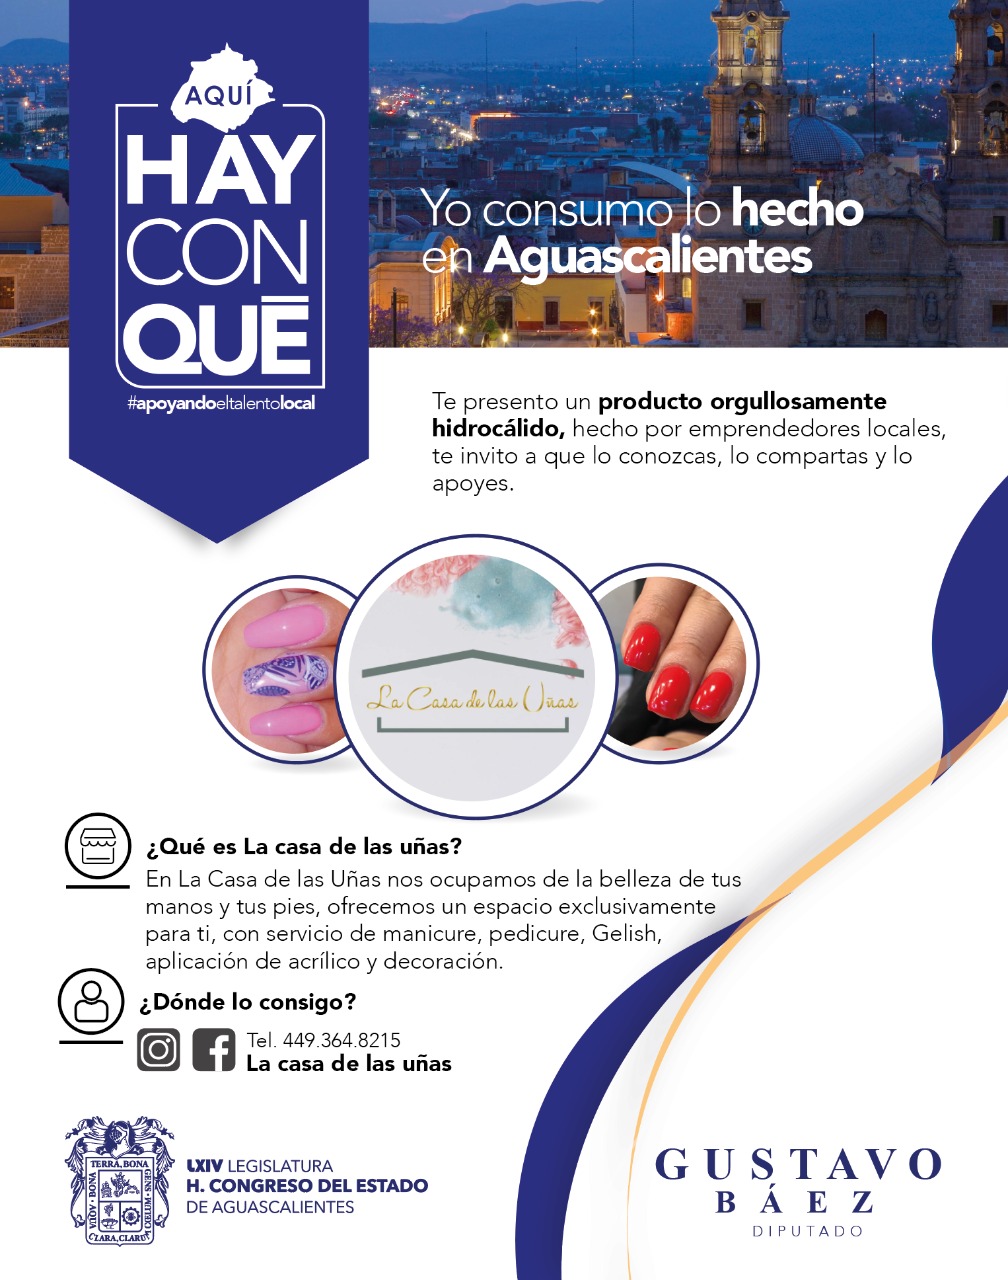 AQUÍ
HAY
CON
QUĒ
#apoyandoeltalentolocal
Yo consumo lo hecho
en Aguascalientes
Te presento un producto orgullosamente
hidrocálido, hecho por emprendedores locales,
te invito a que lo conozcas, lo compartas y lo
apoyes.
La Casa de las Uñas
¿Qué es La casa de las uñas?
En La Casa de las Uñas nos ocupamos de la belleza de tus
manos y tus pies, ofrecemos un espacio exclusivamente
para ti, con servicio de manicure, pedicure, Gelish,
aplicación de acrílico y decoración.
¿Dónde lo consigo?
Tel. 449.364.8215
La casa de las uñas
TERRA, BONA
BONA
GENS
CLARA, CLARUM
LXIV LEGISLATURA
H. CONGRESO DEL ESTADO
DE AGUASCALIENTES
GUSTAVO
BÁEZ
DIPUTADO